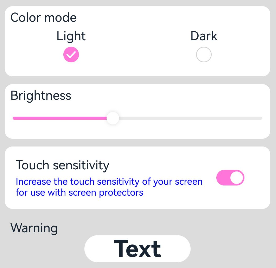 Color mode
Light Dark
Brightness
Touch sensitivity
Increase the touch sensitivity of your screen
for use with screen protectors
Warning
Text